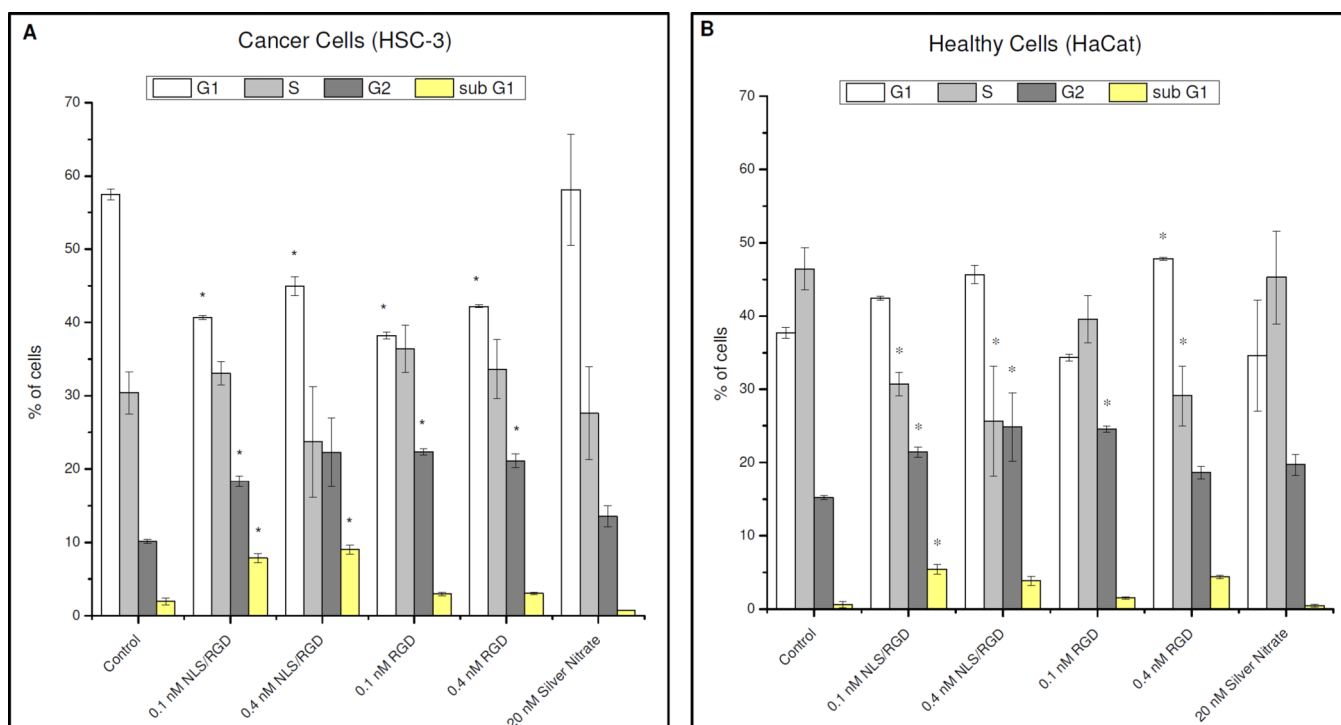 A
Cancer Cells (HSC-3)
G1 S G2 sub G1
70
60
50
40
30
20
10
0
% of cells
* * * * * * * * *
Control
0.1 nM NLS/RGD
0.4 nM NLS/RGD
0.1 nM RGD
0.4 nM RGD
20 nM Silver Nitrate
B
Healthy Cells (HaCat)
G1 S G2 sub G1
70
60
50
40
30
20
10
0
% of cells
* * * * * * * *
Control
0.1 nM NLS/RGD
0.4 nM NLS/RGD
0.1 nM RGD
0.4 nM RGD
20 nM Silver Nitrate